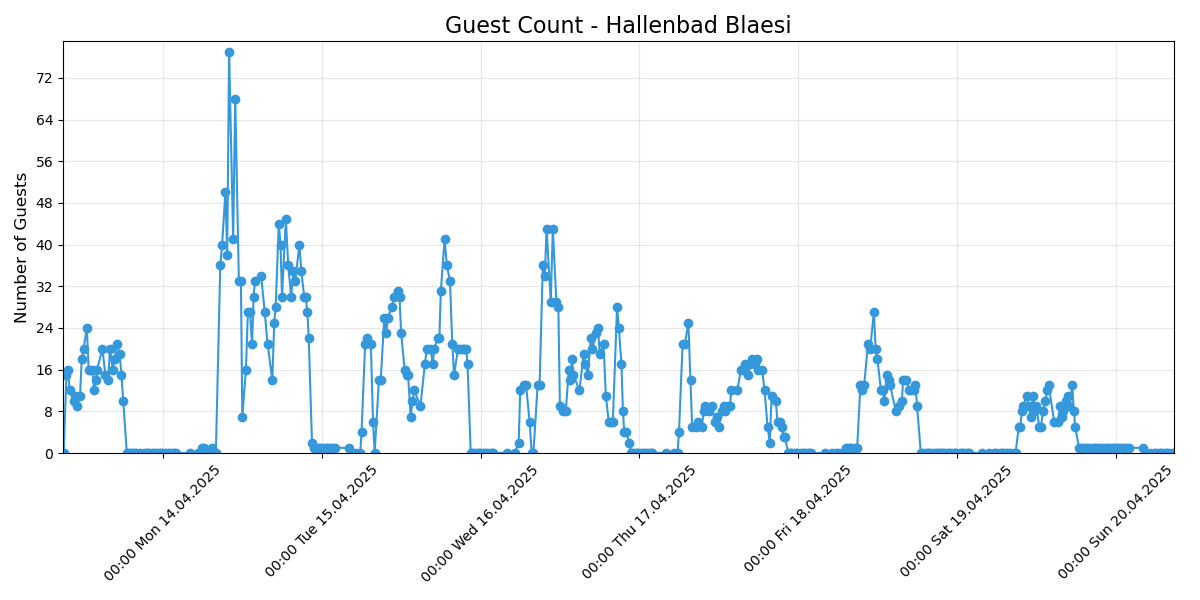 Guest Count - Hallenbad Blaesi
Number of Guests
72
64
56
48
40
32
24
16
8
0
00:00 Mon 14.04.2025
00:00 Tue 15.04.2025
00:00 Wed 16.04.2025
00:00 Thu 17.04.2025
00:00 Fri 18.04.2025
00:00 Sat 19.04.2025
00:00 Sun 20.04.2025